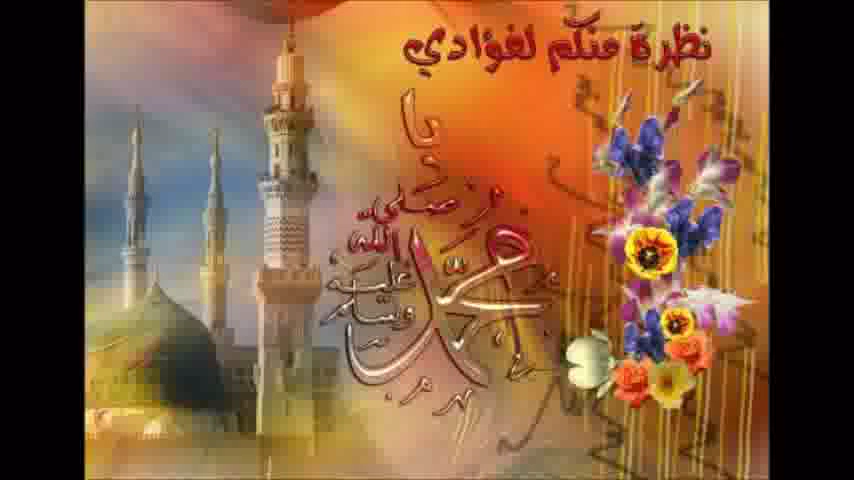 نظرة منكم لفؤادي
يا
محمد
صلى
الله
عليه
وسلم